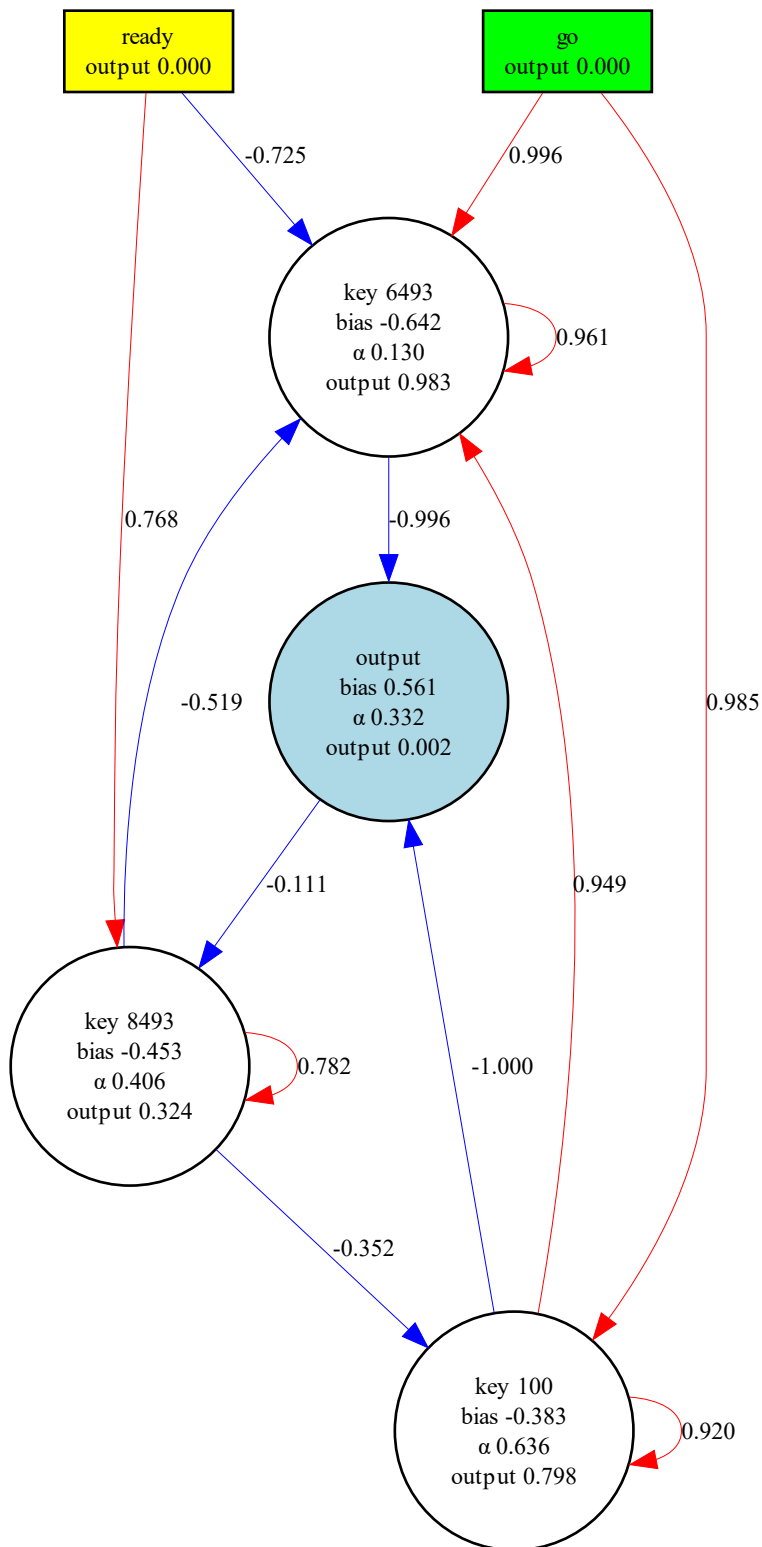 ready
output 0.000
go
output 0.000
-0.725
0.996
key 6493
bias -0.642
α 0.130
output 0.983
0.961
0.768
-0.996
output
bias 0.561
α 0.332
output 0.002
-0.519
0.985
-0.111
0.949
key 8493
bias -0.453
α 0.406
output 0.324
0.782
-1.000
-0.352
key 100
bias -0.383
α 0.636
output 0.798
0.920